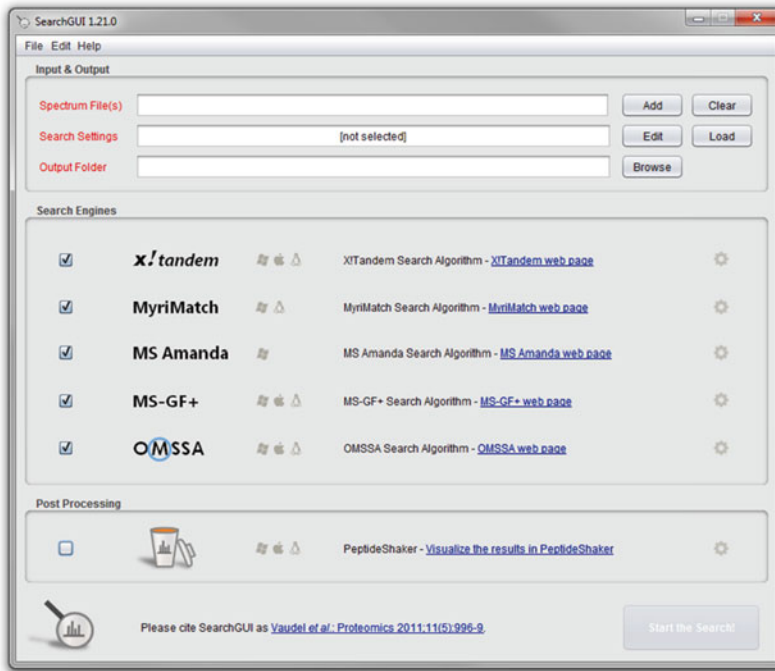 SearchGUI 1.21.0
File Edit Help
Input & Output
Spectrum File(s) Add Clear
Search Settings [not selected] Edit Load
Output Folder Browse
Search Engines
X! tandem X!Tandem Search Algorithm - X!Tandem web page
MyriMatch MyriMatch Search Algorithm - MyriMatch web page
MS Amanda MS Amanda Search Algorithm - MS Amanda web page
MS-GF+ MS-GF+ Search Algorithm - MS-GF+ web page
OMSSA OMSSA Search Algorithm - OMSSA web page
Post Processing
PeptideShaker - Visualize the results in PeptideShaker
Please cite SearchGUI as Vaudel et al.: Proteomics 2011;11(5):996-9. Start the Search!